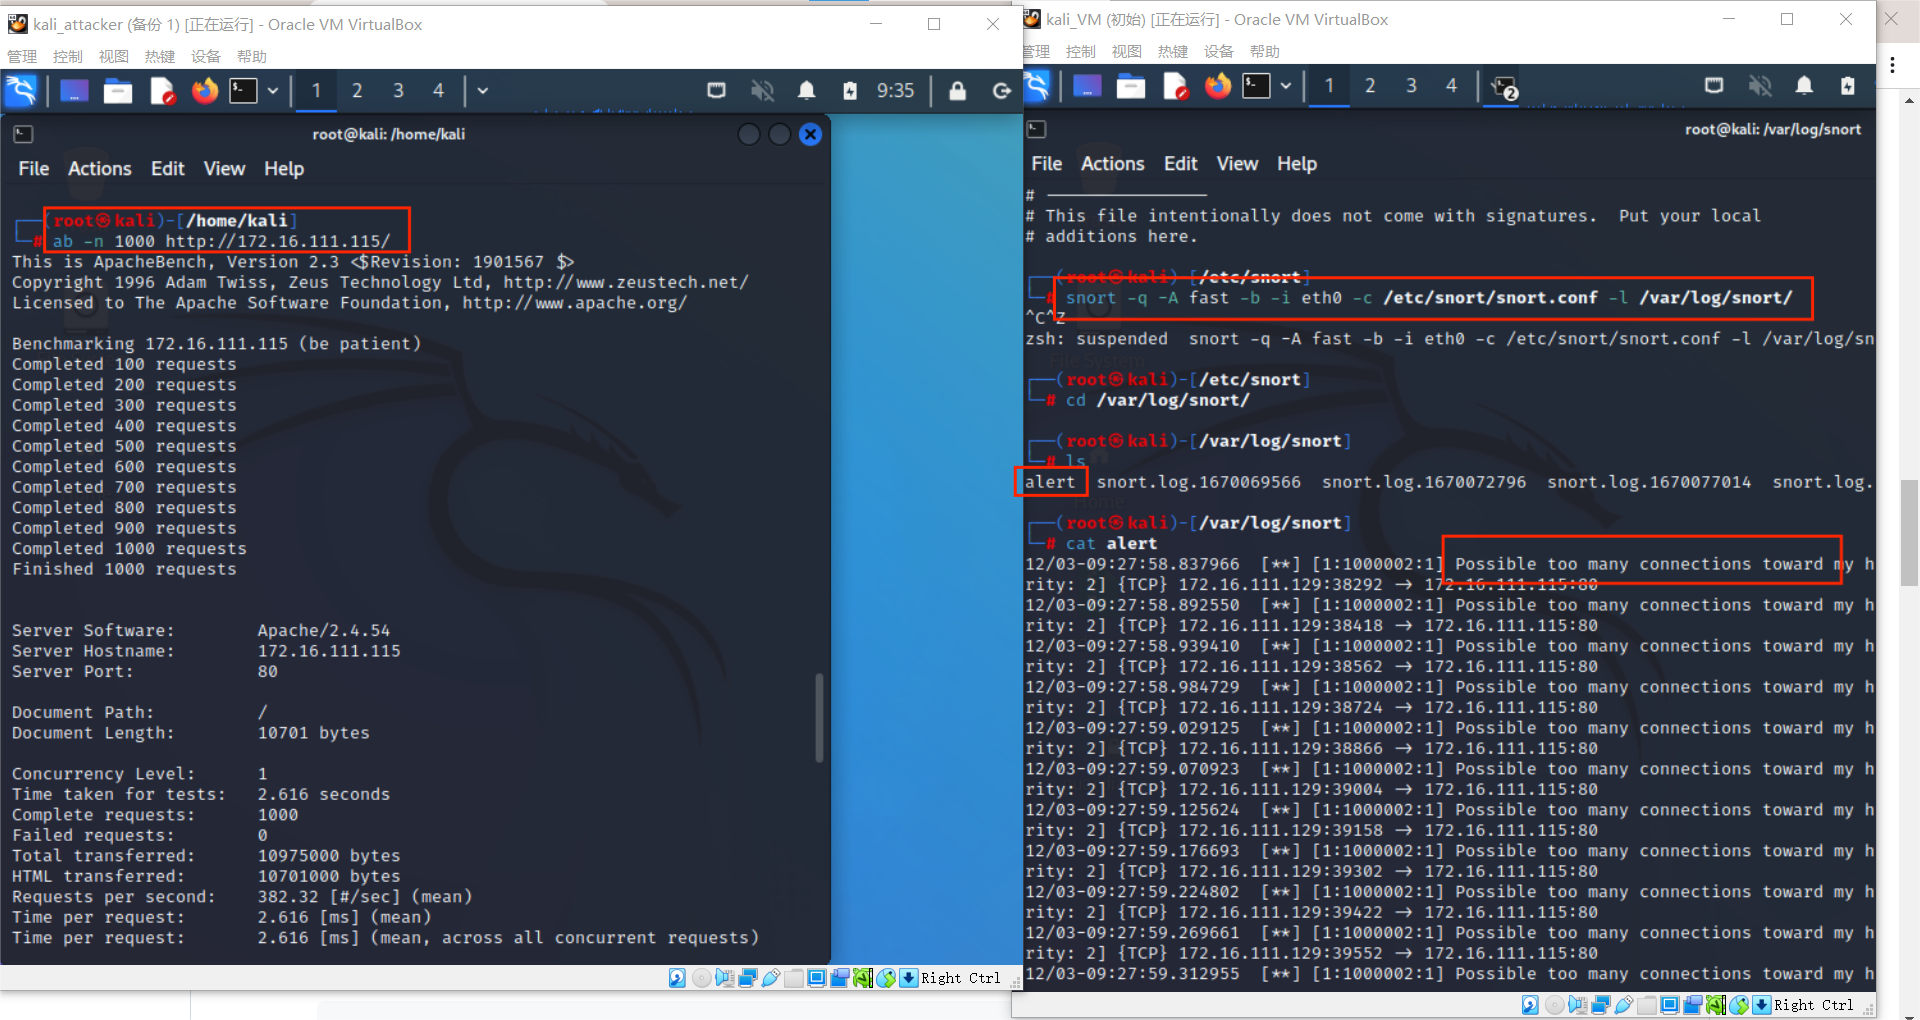 kali_attacker (备份 1) [正在运行] - Oracle VM VirtualBox
管理 控制 视图 热键 设备 帮助
1 2 3 4 9:35
root@kali: /home/kali
File Actions Edit View Help
(root㉿kali)-[/home/kali]
# ab -n 1000 http://172.16.111.115/
This is ApacheBench, Version 2.3 <$Revision: 1901567 $>
Copyright 1996 Adam Twiss, Zeus Technology Ltd, http://www.zeustech.net/
Licensed to The Apache Software Foundation, http://www.apache.org/
Benchmarking 172.16.111.115 (be patient)
Completed 100 requests
Completed 200 requests
Completed 300 requests
Completed 400 requests
Completed 500 requests
Completed 600 requests
Completed 700 requests
Completed 800 requests
Completed 900 requests
Completed 1000 requests
Finished 1000 requests
Server Software: Apache/2.4.54
Server Hostname: 172.16.111.115
Server Port: 80
Document Path: /
Document Length: 10701 bytes
Concurrency Level: 1
Time taken for tests: 2.616 seconds
Complete requests: 1000
Failed requests: 0
Total transferred: 10975000 bytes
HTML transferred: 10701000 bytes
Requests per second: 382.32 [#/sec] (mean)
Time per request: 2.616 [ms] (mean)
Time per request: 2.616 [ms] (mean, across all concurrent requests)
Right Ctrl
kali_VM (初始) [正在运行] - Oracle VM VirtualBox
管理 控制 视图 热键 设备 帮助
1 2 3 4 2
root@kali: /var/log/snort
File Actions Edit View Help
# ────────────────
# This file intentionally does not come with signatures.  Put your local
# additions here.
(root㉿kali)-[/etc/snort]
# snort -q -A fast -b -i eth0 -c /etc/snort/snort.conf -l /var/log/snort/
^C^Z
zsh: suspended  snort -q -A fast -b -i eth0 -c /etc/snort/snort.conf -l /var/log/sn
File System
(root㉿kali)-[/etc/snort]
# cd /var/log/snort/
(root㉿kali)-[/var/log/snort]
# ls
alert  snort.log.1670069566  snort.log.1670072796  snort.log.1670077014  snort.log.
Home
(root㉿kali)-[/var/log/snort]
# cat alert
12/03-09:27:58.837966  [**] [1:1000002:1] Possible too many connections toward my h
rity: 2] {TCP} 172.16.111.129:38292 → 172.16.111.115:80
12/03-09:27:58.892550  [**] [1:1000002:1] Possible too many connections toward my h
rity: 2] {TCP} 172.16.111.129:38418 → 172.16.111.115:80
12/03-09:27:58.939410  [**] [1:1000002:1] Possible too many connections toward my h
rity: 2] {TCP} 172.16.111.129:38562 → 172.16.111.115:80
12/03-09:27:58.984729  [**] [1:1000002:1] Possible too many connections toward my h
rity: 2] {TCP} 172.16.111.129:38724 → 172.16.111.115:80
12/03-09:27:59.029125  [**] [1:1000002:1] Possible too many connections toward my h
rity: 2] {TCP} 172.16.111.129:38866 → 172.16.111.115:80
12/03-09:27:59.070923  [**] [1:1000002:1] Possible too many connections toward my h
rity: 2] {TCP} 172.16.111.129:39004 → 172.16.111.115:80
12/03-09:27:59.125624  [**] [1:1000002:1] Possible too many connections toward my h
rity: 2] {TCP} 172.16.111.129:39158 → 172.16.111.115:80
12/03-09:27:59.176693  [**] [1:1000002:1] Possible too many connections toward my h
rity: 2] {TCP} 172.16.111.129:39302 → 172.16.111.115:80
12/03-09:27:59.224802  [**] [1:1000002:1] Possible too many connections toward my h
rity: 2] {TCP} 172.16.111.129:39422 → 172.16.111.115:80
12/03-09:27:59.269661  [**] [1:1000002:1] Possible too many connections toward my h
rity: 2] {TCP} 172.16.111.129:39552 → 172.16.111.115:80
12/03-09:27:59.312955  [**] [1:1000002:1] Possible too many connections toward my h
Right Ctrl